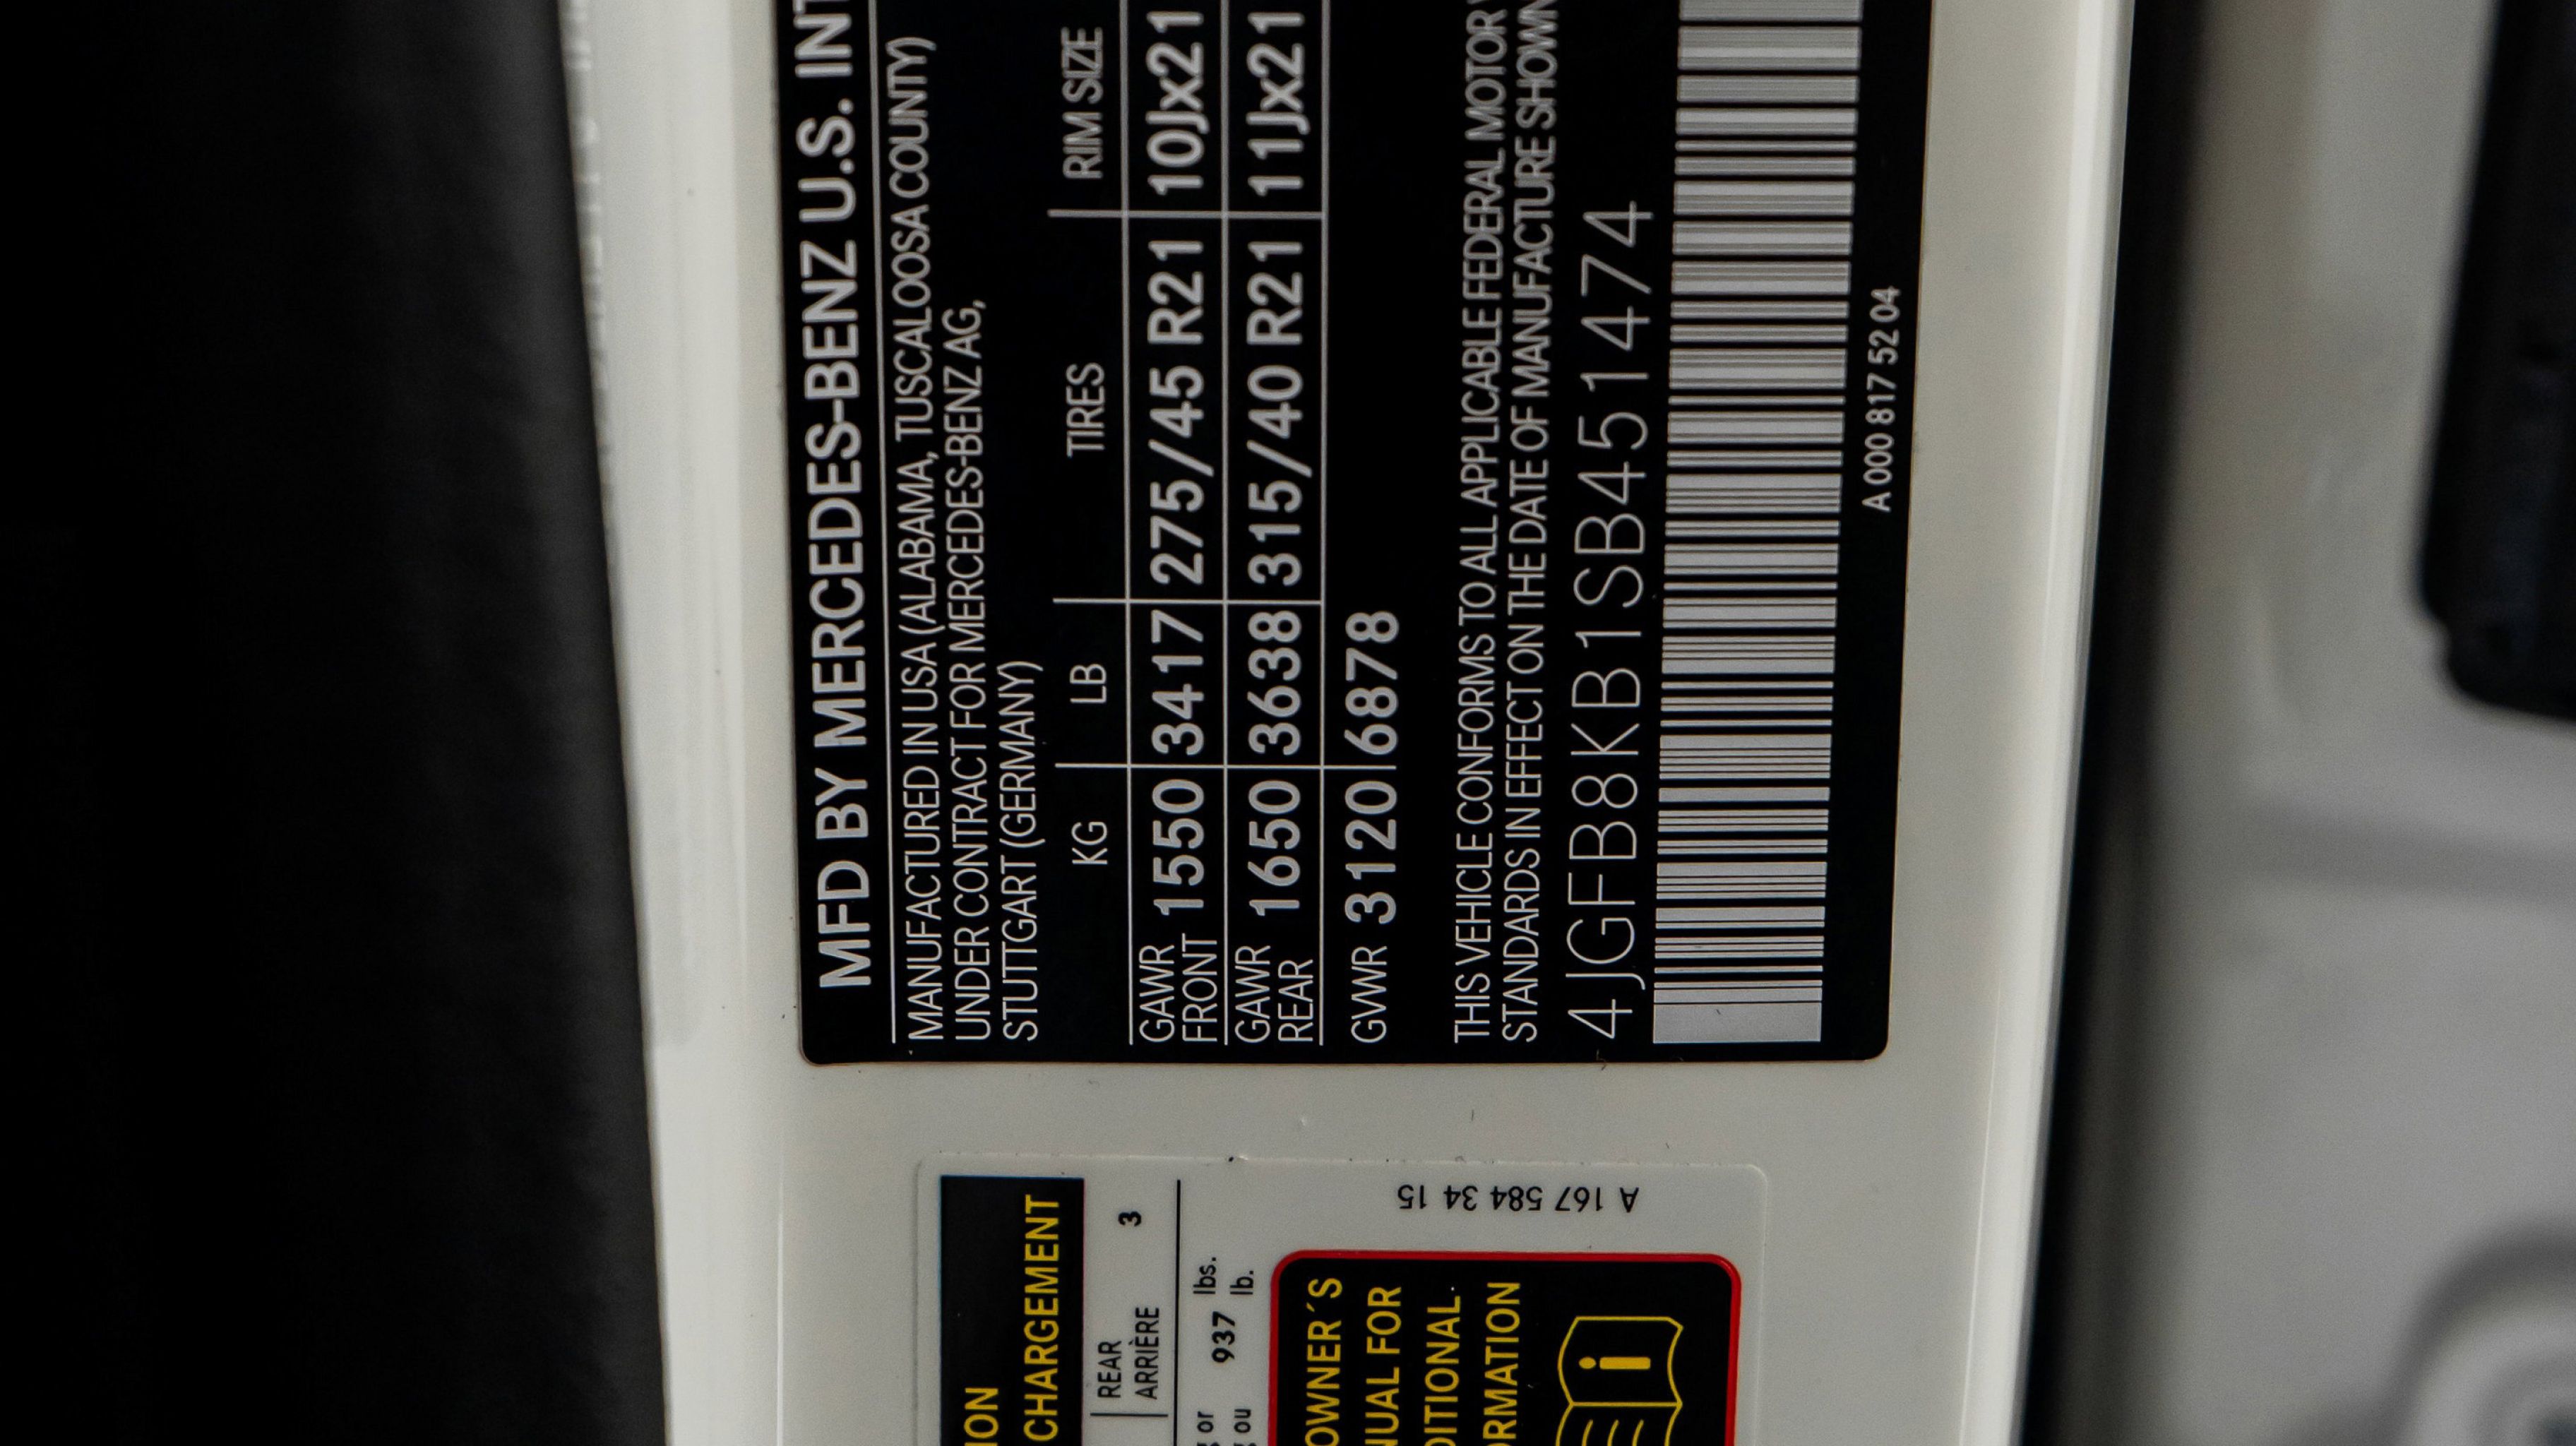 MFD BY MERCEDES-BENZ U.S.
MANUFACTURED IN USA (ALABAMA, TUSCALOOSA COUNTY)
UNDER CONTRACT FOR MERCEDES-BENZ AG,
STUTTGART (GERMANY)
KG LB TIRES RIM SIZE
GAWR FRONT 1550 3417 275/45 R21 10Jx21
GAWR REAR 1650 3638 315/40 R21 11Jx21
GVWR 3120 6878
THIS VEHICLE CONFORMS TO ALL APPLICABLE FEDERAL MOTOR
STANDARDS IN EFFECT ON THE DATE OF MANUFACTURE SHOWN
4JGFB8KB1SB451474
A 000 817 52 04
CHARGEMENT
REAR 3
ARRIÈRE
or 937 lbs.
ou lb.
A 167 584 34 15
OWNER´S
FOR